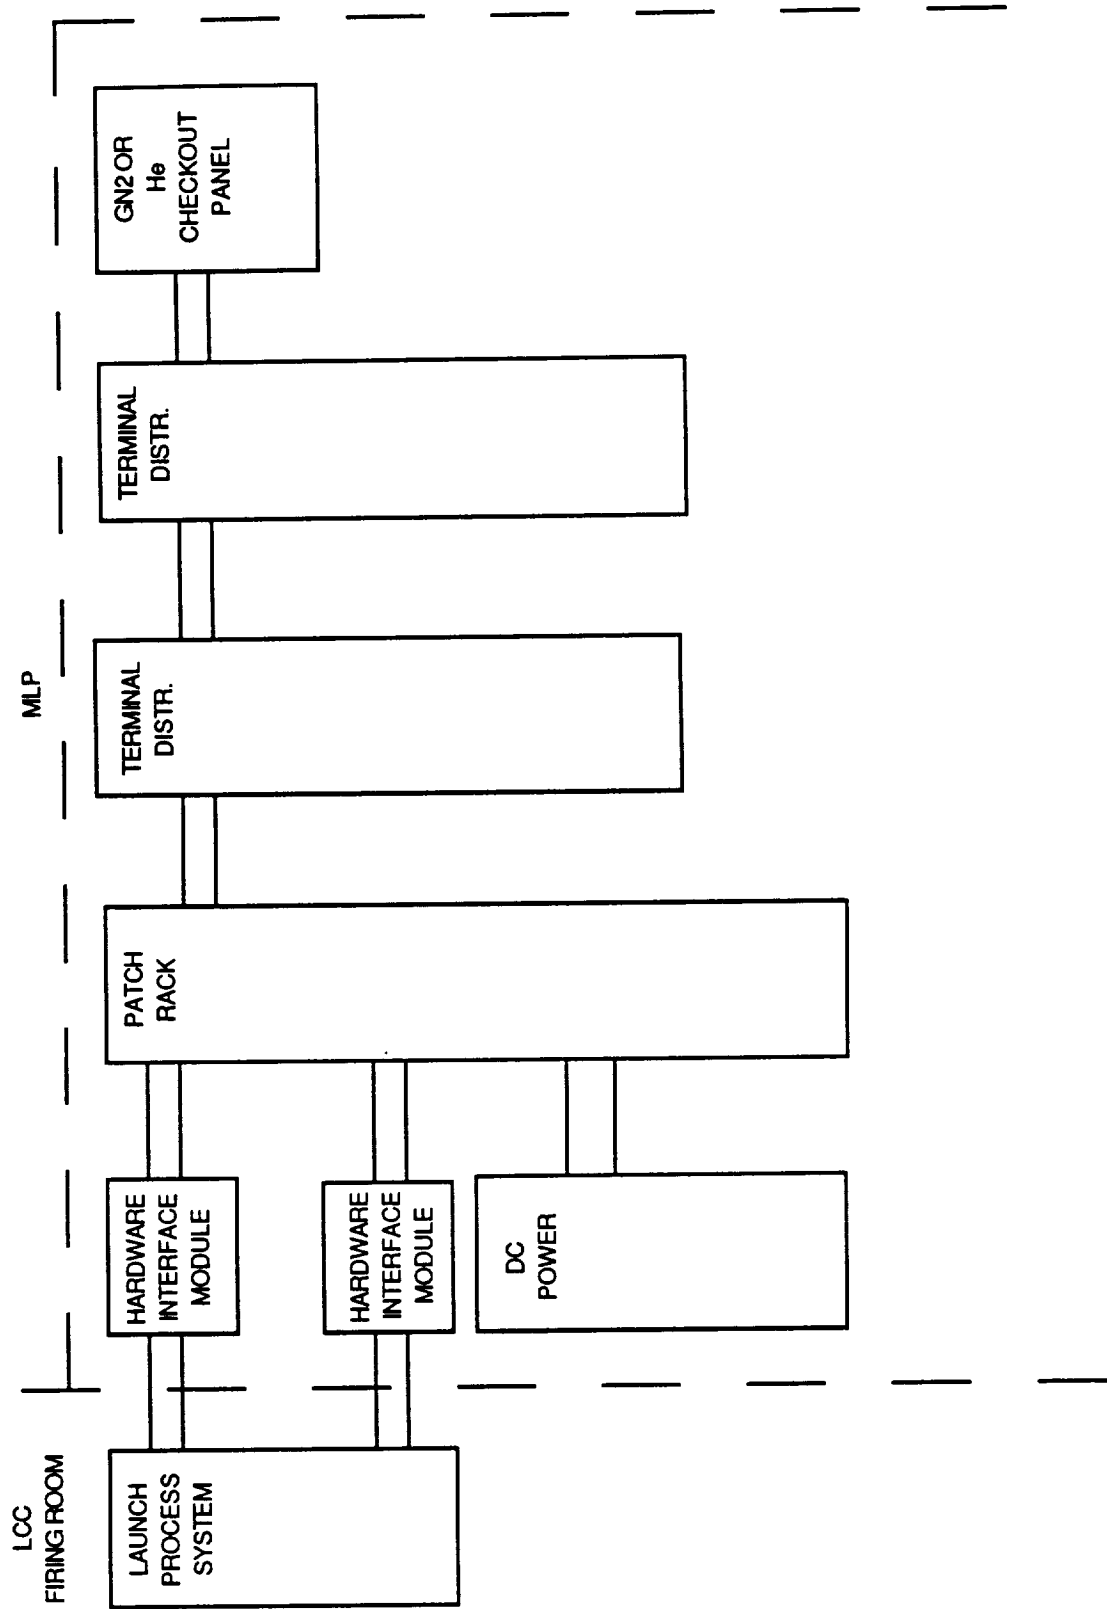 LCC
FIRING ROOM
MLP
LAUNCH
PROCESS
SYSTEM
HARDWARE
INTERFACE
MODULE
HARDWARE
INTERFACE
MODULE
DC
POWER
PATCH
RACK
TERMINAL
DISTR.
TERMINAL
DISTR.
GN2 OR
He
CHECKOUT
PANEL